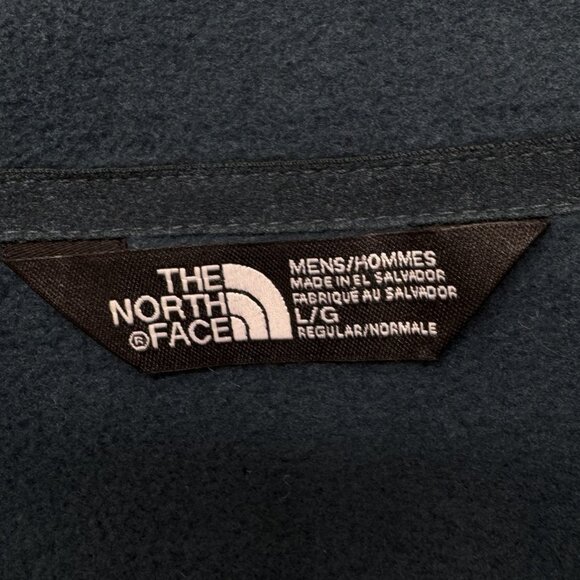 THE
NORTH
®FACE
MENS/HOMMES
MADE IN EL SALVADOR
FABRIQUÉ AU SALVADOR
L/G
REGULAR/NORMALE